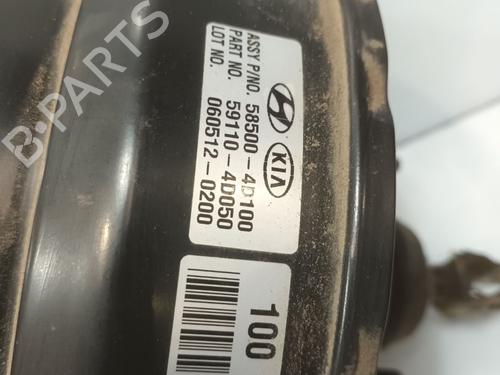 ASSY P/NO. 58500-4D100
PART NO. 59110-4D050
LOT NO. 060512-0200
KIA
100
B-PARTS